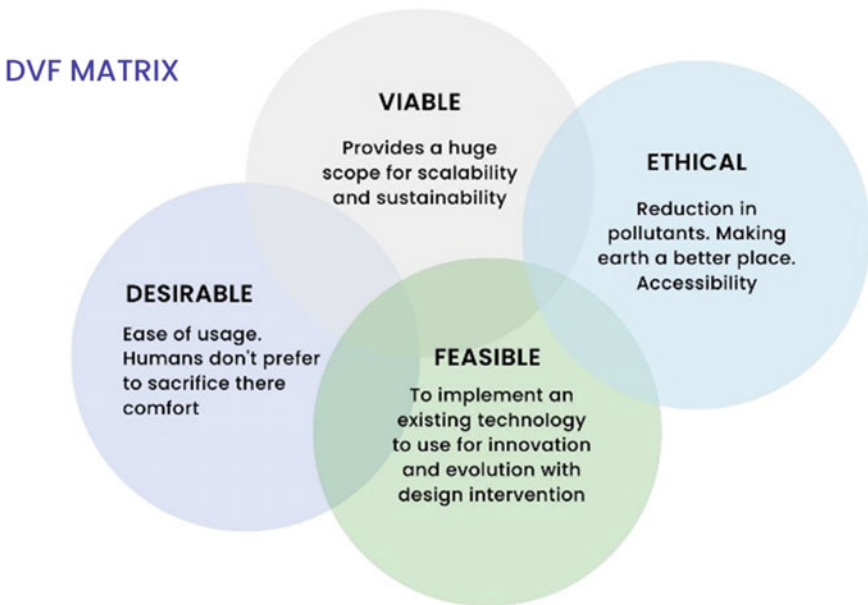 DVF MATRIX
VIABLE
Provides a huge
scope for scalability
and sustainability
ETHICAL
Reduction in
pollutants. Making
earth a better place.
Accessibility
DESIRABLE
Ease of usage.
Humans don't prefer
to sacrifice there
comfort
FEASIBLE
To implement an
existing technology
to use for innovation
and evolution with
design intervention